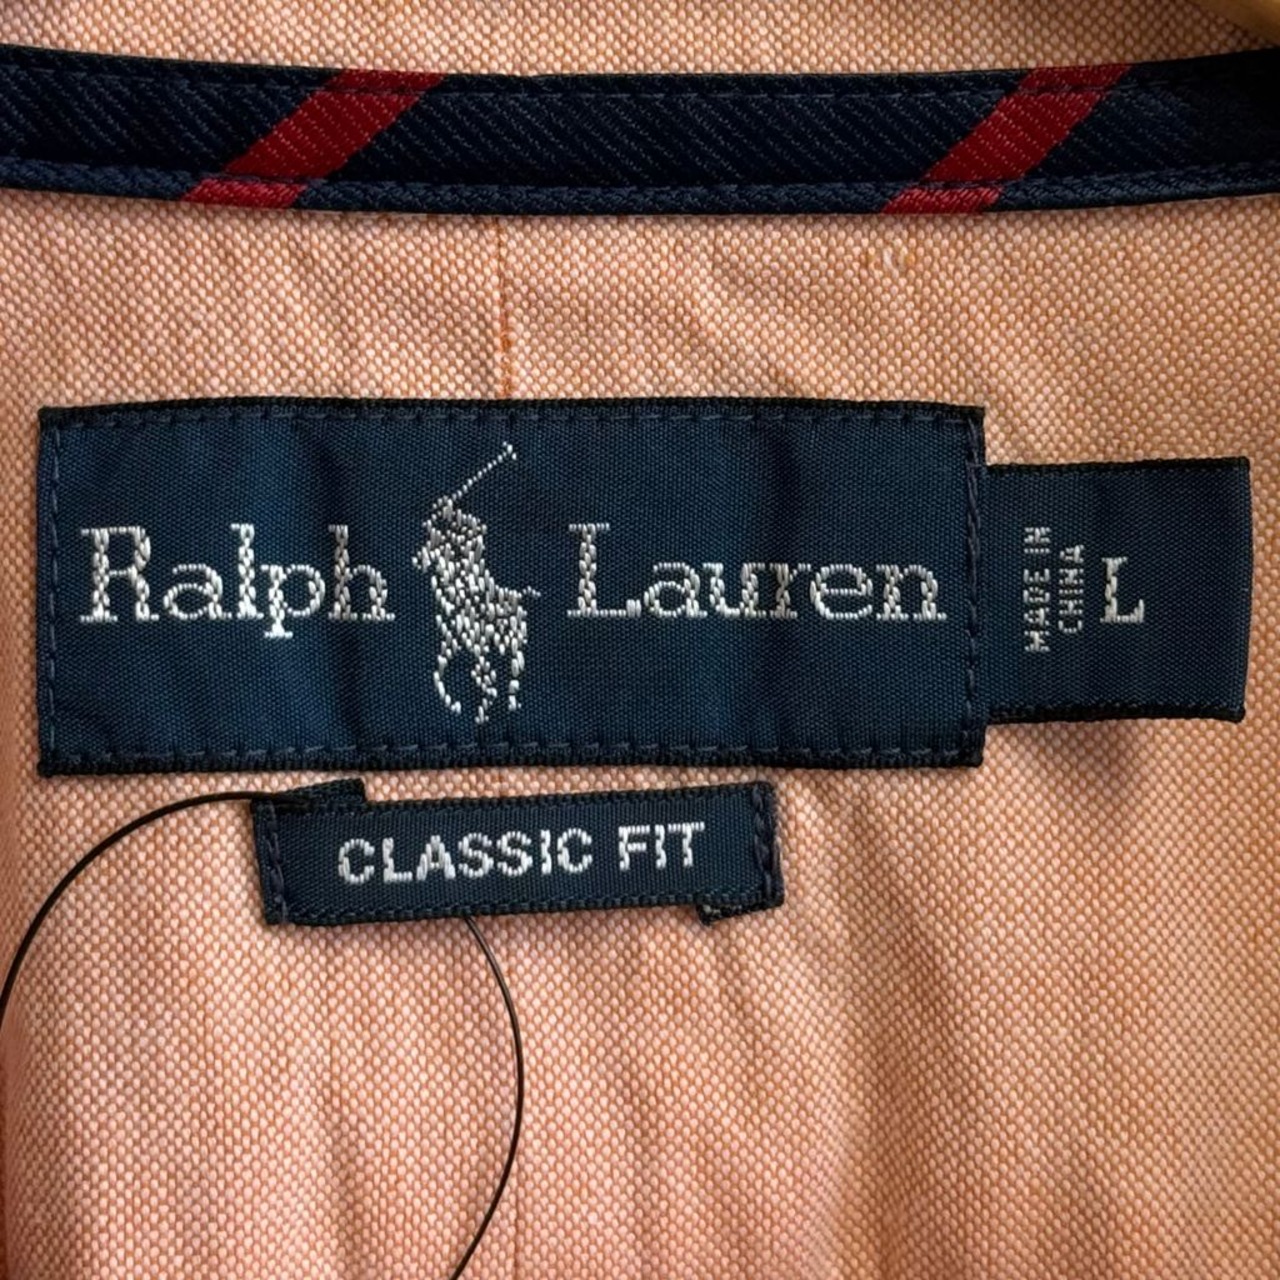 Ralph Lauren
MADE IN
CHINA
L
CLASSIC FIT